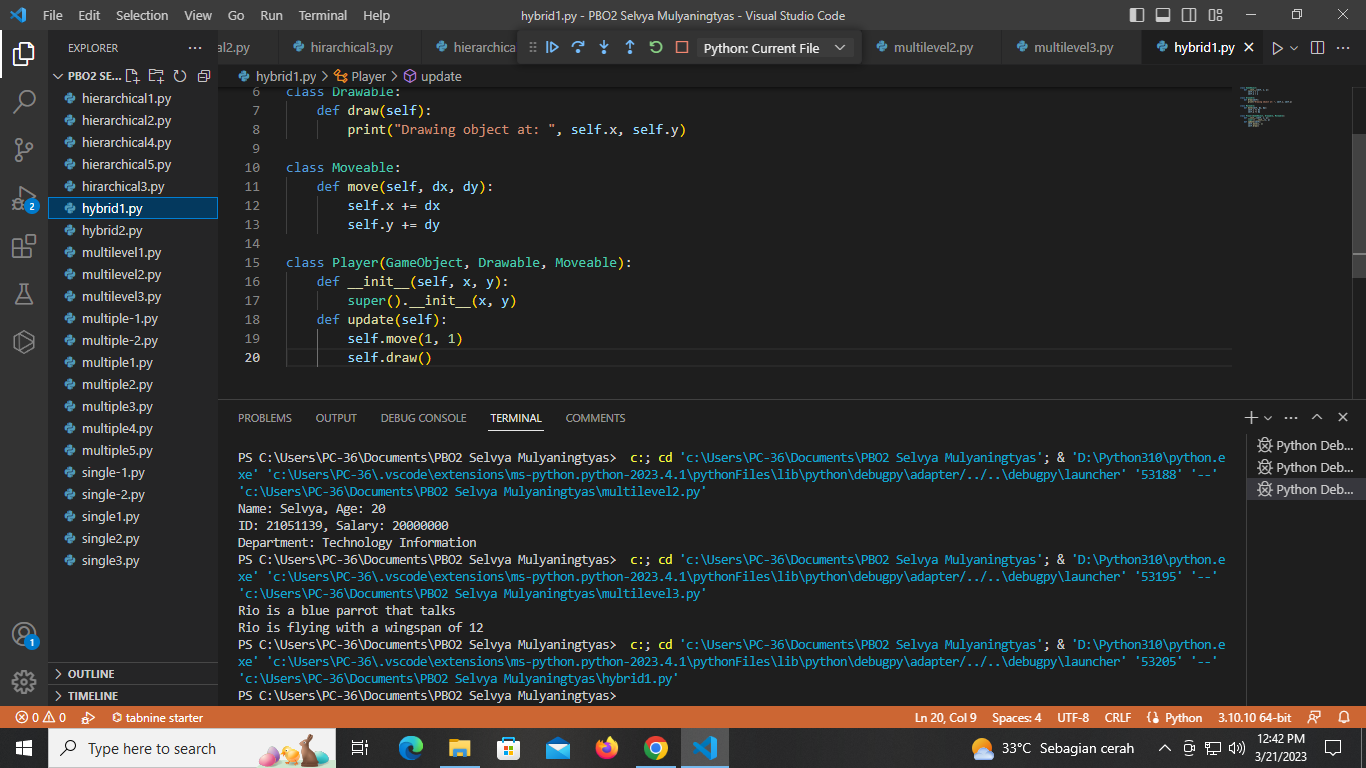 File Edit Selection View Go Run Terminal Help
hybrid1.py - PBO2 Selvya Mulyaningtyas - Visual Studio Code
EXPLORER
al2.py
hirarchical3.py
hierarchica
Python: Current File
multilevel2.py
multilevel3.py
hybrid1.py
PBO2 SE...
hybrid1.py > Player > update
hierarchical1.py
hierarchical2.py
hierarchical4.py
hierarchical5.py
hirarchical3.py
hybrid1.py
hybrid2.py
multilevel1.py
multilevel2.py
multilevel3.py
multiple-1.py
multiple-2.py
multiple1.py
multiple2.py
multiple3.py
multiple4.py
multiple5.py
single-1.py
single-2.py
single1.py
single2.py
single3.py
OUTLINE
TIMELINE
2
1
6 class Drawable:
7     def draw(self):
8         print("Drawing object at: ", self.x, self.y)
9
10 class Moveable:
11     def move(self, dx, dy):
12         self.x += dx
13         self.y += dy
14
15 class Player(GameObject, Drawable, Moveable):
16     def __init__(self, x, y):
17         super().__init__(x, y)
18     def update(self):
19         self.move(1, 1)
20         self.draw()
PROBLEMS OUTPUT DEBUG CONSOLE TERMINAL COMMENTS
PS C:\Users\PC-36\Documents\PBO2 Selvya Mulyaningtyas>  c:; cd 'c:\Users\PC-36\Documents\PBO2 Selvya Mulyaningtyas'; & 'D:\Python310\python.e
xe' 'c:\Users\PC-36\.vscode\extensions\ms-python.python-2023.4.1\pythonFiles\lib\python\debugpy\adapter/../..\debugpy\launcher' '53188' '--'
'c:\Users\PC-36\Documents\PBO2 Selvya Mulyaningtyas\multilevel2.py'
Name: Selvya, Age: 20
ID: 21051139, Salary: 20000000
Department: Technology Information
PS C:\Users\PC-36\Documents\PBO2 Selvya Mulyaningtyas>  c:; cd 'c:\Users\PC-36\Documents\PBO2 Selvya Mulyaningtyas'; & 'D:\Python310\python.e
xe' 'c:\Users\PC-36\.vscode\extensions\ms-python.python-2023.4.1\pythonFiles\lib\python\debugpy\adapter/../..\debugpy\launcher' '53195' '--'
'c:\Users\PC-36\Documents\PBO2 Selvya Mulyaningtyas\multilevel3.py'
Rio is a blue parrot that talks
Rio is flying with a wingspan of 12
PS C:\Users\PC-36\Documents\PBO2 Selvya Mulyaningtyas>  c:; cd 'c:\Users\PC-36\Documents\PBO2 Selvya Mulyaningtyas'; & 'D:\Python310\python.e
xe' 'c:\Users\PC-36\.vscode\extensions\ms-python.python-2023.4.1\pythonFiles\lib\python\debugpy\adapter/../..\debugpy\launcher' '53205' '--'
'c:\Users\PC-36\Documents\PBO2 Selvya Mulyaningtyas\hybrid1.py'
PS C:\Users\PC-36\Documents\PBO2 Selvya Mulyaningtyas>
Python Deb...
Python Deb...
Python Deb...
0 0 tabnine starter
Ln 20, Col 9 Spaces: 4 UTF-8 CRLF Python 3.10.10 64-bit
Type here to search
33°C Sebagian cerah
12:42 PM
3/21/2023